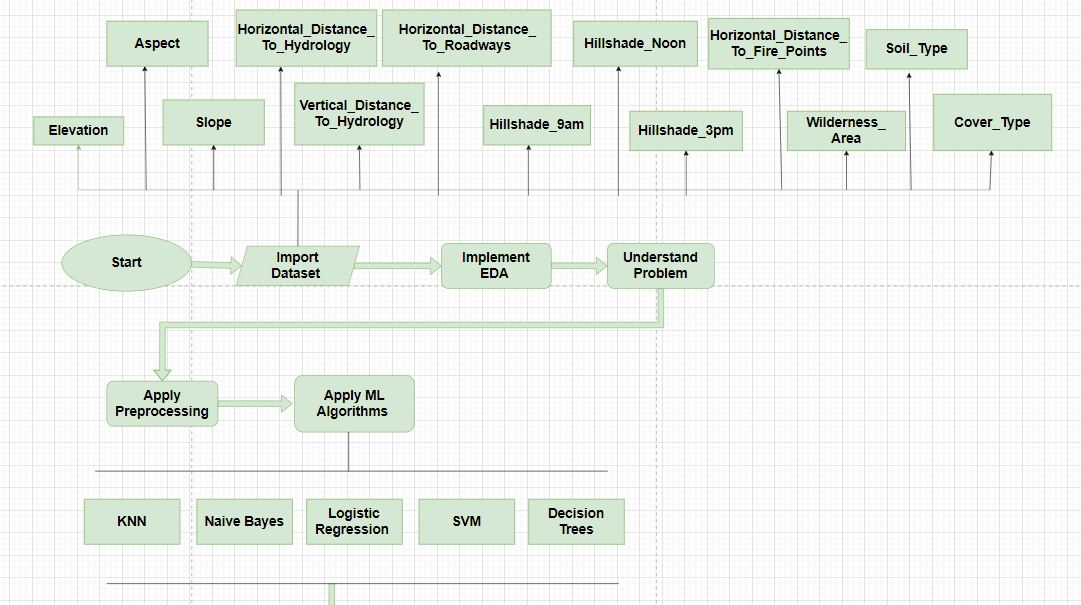 Aspect
Horizontal_Distance_
To_Hydrology
Horizontal_Distance_
To_Roadways
Hillshade_Noon
Horizontal_Distance_
To_Fire_Points
Soil_Type
Elevation
Slope
Vertical_Distance_
To_Hydrology
Hillshade_9am
Hillshade_3pm
Wilderness_
Area
Cover_Type
Start
Import
Dataset
Implement
EDA
Understand
Problem
Apply
Preprocessing
Apply ML
Algorithms
KNN
Naive Bayes
Logistic
Regression
SVM
Decision
Trees